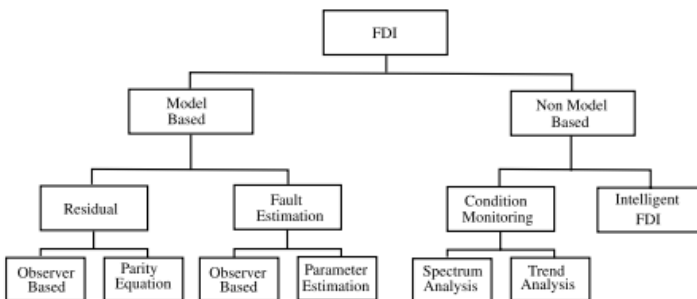 FDI
Model
Based
Non Model
Based
Residual
Fault
Estimation
Condition
Monitoring
Intelligent
FDI
Observer
Based
Parity
Equation
Observer
Based
Parameter
Estimation
Spectrum
Analysis
Trend
Analysis